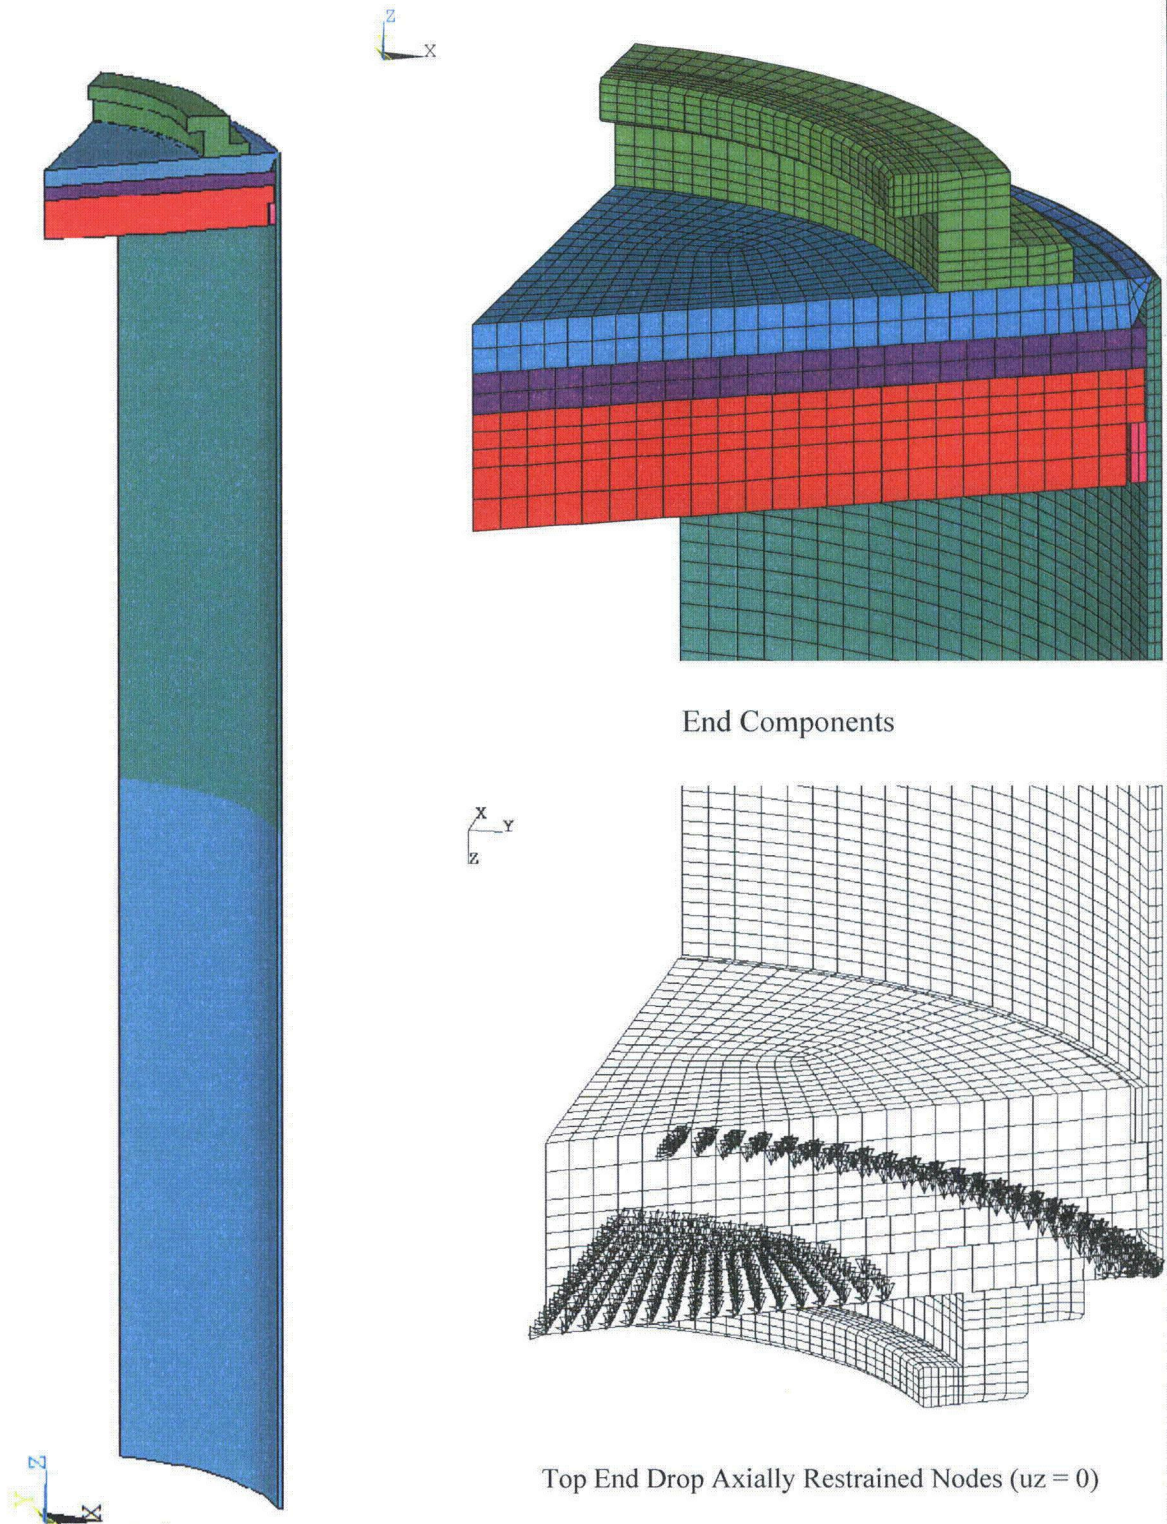 Z
X
End Components
X
Y
Z
Top End Drop Axially Restrained Nodes (uz = 0)
Z
Y
X